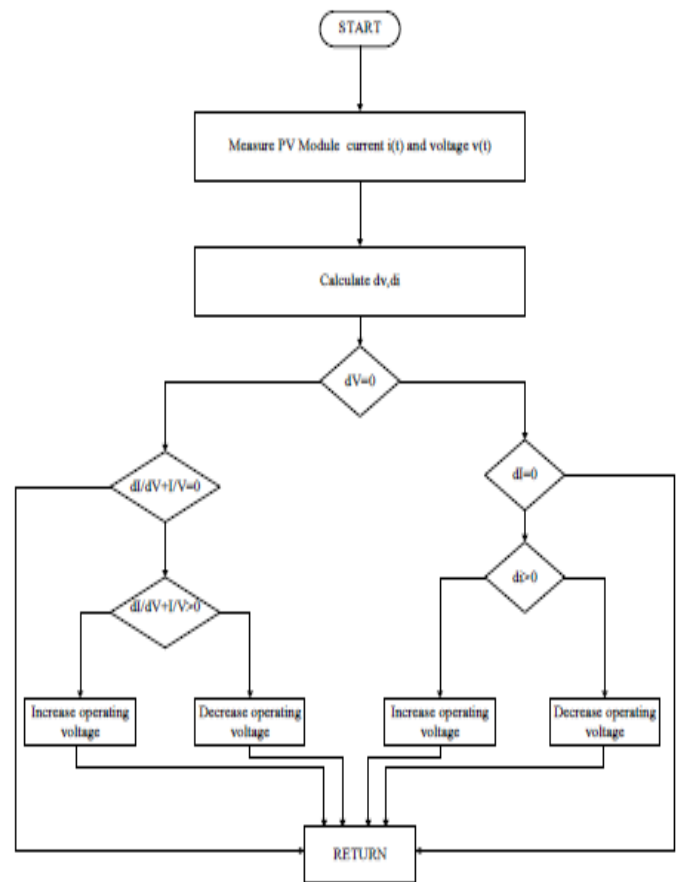 START
Measure PV Module current i(t) and voltage v(t)
Calculate dv,di
dV=0
dI/dV+I/V=0
dI=0
dI/dV+I/V>0
di>0
Increase operating
voltage
Decrease operating
voltage
Increase operating
voltage
Decrease operating
voltage
RETURN